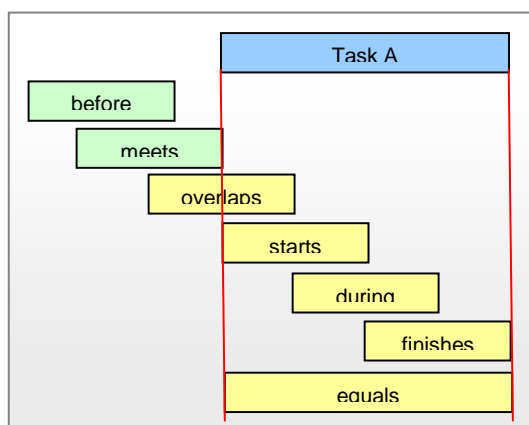 Task A
before
meets
overlaps
starts
during
finishes
equals